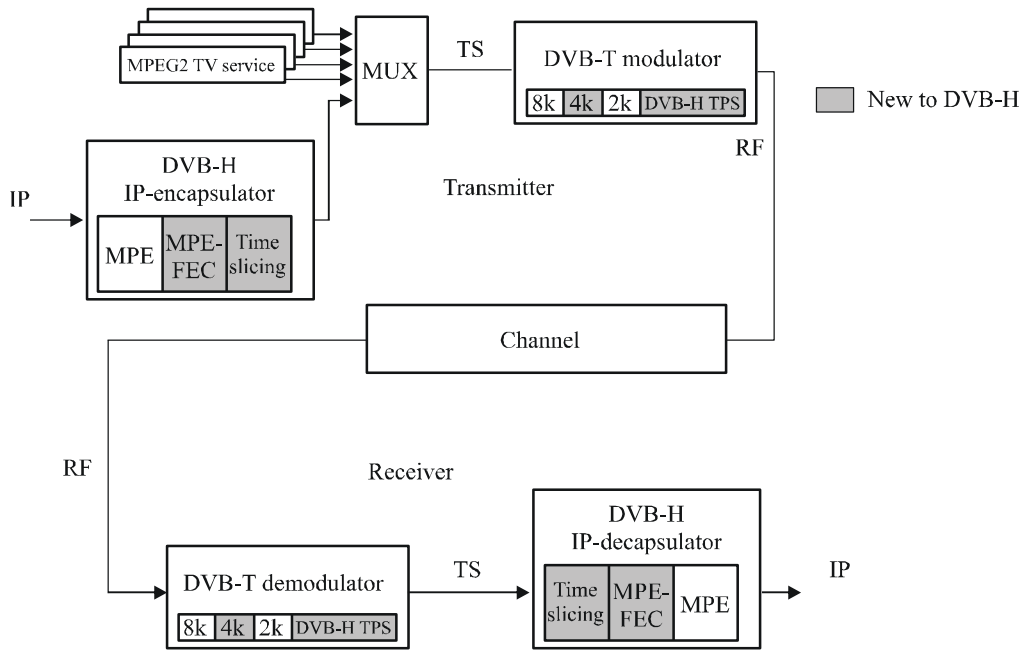 MPEG2 TV service
MUX
TS
DVB-T modulator
8k 4k 2k DVB-H TPS
New to DVB-H
RF
IP
DVB-H
IP-encapsulator
MPE
MPE-
FEC
Time
slicing
Transmitter
Channel
RF
Receiver
DVB-T demodulator
8k 4k 2k DVB-H TPS
TS
DVB-H
IP-decapsulator
Time
slicing
MPE-
FEC
MPE
IP